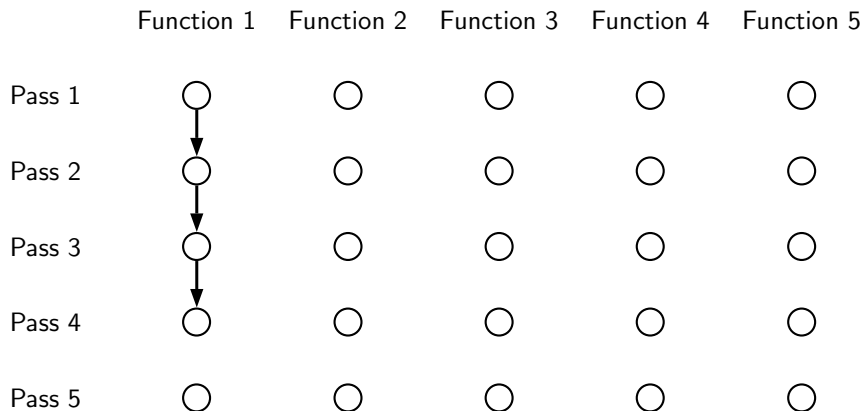 Function 1 Function 2 Function 3 Function 4 Function 5
Pass 1
Pass 2
Pass 3
Pass 4
Pass 5